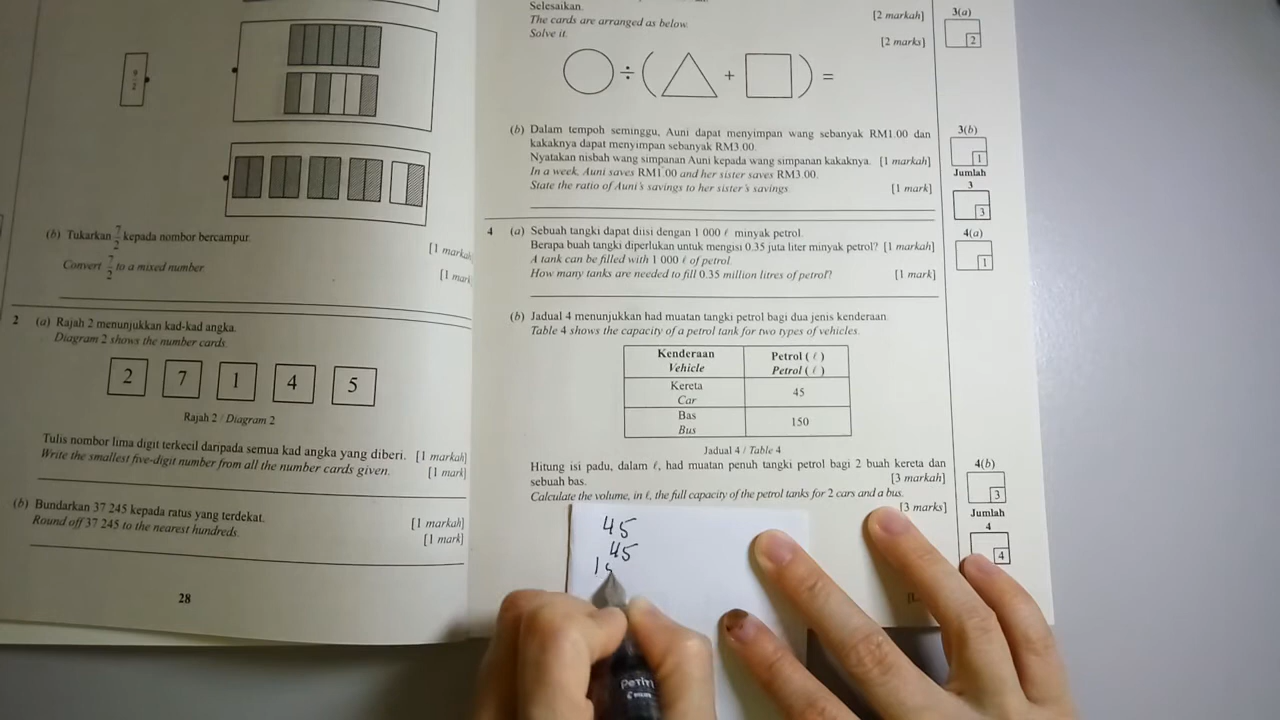 (b) Tukarkan 7/2 kepada nombor bercampur.
[1 markah]
Convert 7/2 to a mixed number.
[1 mark]
2 (a) Rajah 2 menunjukkan kad-kad angka.
Diagram 2 shows the number cards.
2 7 1 4 5
Rajah 2 / Diagram 2
Tulis nombor lima digit terkecil daripada semua kad angka yang diberi. [1 markah]
Write the smallest five-digit number from all the number cards given. [1 mark]
(b) Bundarkan 37 245 kepada ratus yang terdekat. [1 markah]
Round off 37 245 to the nearest hundreds. [1 mark]
28
Selesaikan. [2 markah]
The cards are arranged as below.
Solve it. [2 marks]
÷ ( + ) =
3(a)
2
(b) Dalam tempoh seminggu, Auni dapat menyimpan wang sebanyak RM1.00 dan
kakaknya dapat menyimpan sebanyak RM3.00.
Nyatakan nisbah wang simpanan Auni kepada wang simpanan kakaknya. [1 markah]
In a week, Auni saves RM1.00 and her sister saves RM3.00.
State the ratio of Auni's savings to her sister's savings. [1 mark]
3(b)
1
Jumlah
3
3
4 (a) Sebuah tangki dapat diisi dengan 1 000 ℓ minyak petrol.
Berapa buah tangki diperlukan untuk mengisi 0.35 juta liter minyak petrol? [1 markah]
A tank can be filled with 1 000 ℓ of petrol.
How many tanks are needed to fill 0.35 million litres of petrol? [1 mark]
4(a)
1
(b) Jadual 4 menunjukkan had muatan tangki petrol bagi dua jenis kenderaan.
Table 4 shows the capacity of a petrol tank for two types of vehicles.
Kenderaan Petrol ( ℓ )
Vehicle Petrol ( ℓ )
Kereta
Car 45
Bas
Bus 150
Jadual 4 / Table 4
Hitung isi padu, dalam ℓ, had muatan penuh tangki petrol bagi 2 buah kereta dan
sebuah bas. [3 markah]
Calculate the volume, in ℓ, the full capacity of the petrol tanks for 2 cars and a bus.
[3 marks]
4(b)
3
Jumlah
4
4
45
45
1